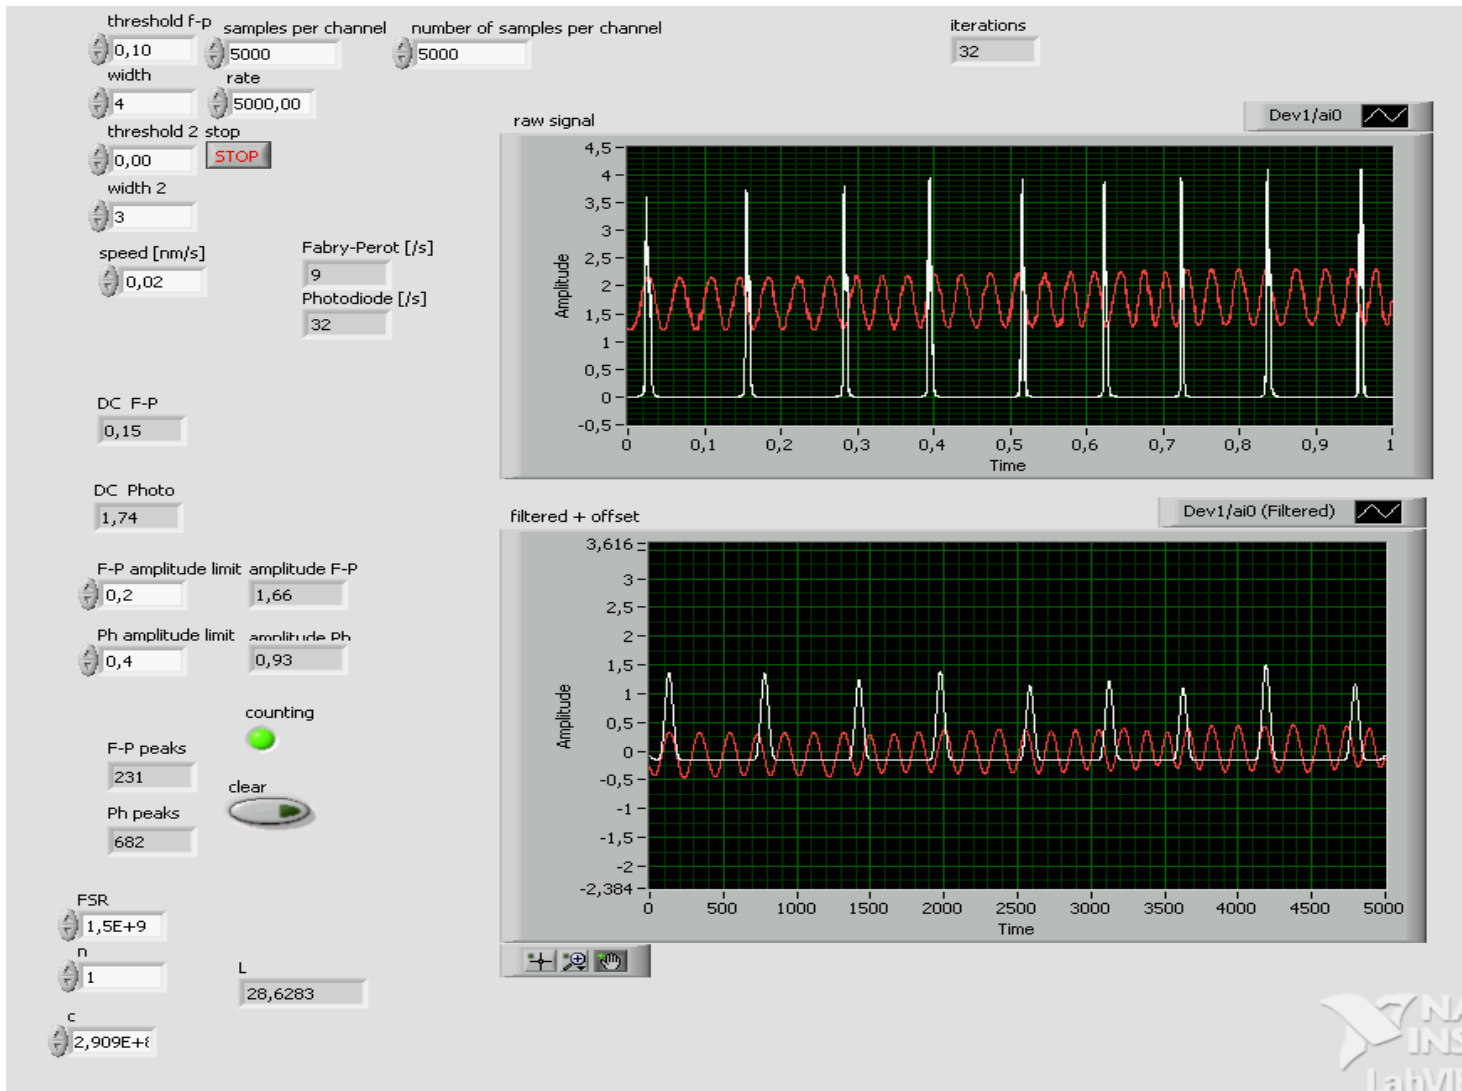 threshold f-p
samples per channel
number of samples per channel
iterations
0,10
5000
5000
32
width
rate
4
5000,00
threshold 2
stop
0,00
STOP
width 2
3
speed [nm/s]
0,02
Fabry-Perot [/s]
9
Photodiode [/s]
32
DC F-P
0,15
DC Photo
1,74
F-P amplitude limit
amplitude F-P
0,2
1,66
Ph amplitude limit
amplitude Ph
0,4
0,93
counting
F-P peaks
231
clear
Ph peaks
682
FSR
1,5E+9
n
1
L
28,6283
c
2,909E+
raw signal
Dev1/ai0
4,5
4
3,5
3
2,5
2
1,5
1
0,5
0
-0,5
Amplitude
0 0,1 0,2 0,3 0,4 0,5 0,6 0,7 0,8 0,9 1
Time
filtered + offset
Dev1/ai0 (Filtered)
3,616
3
2,5
2
1,5
1
0,5
0
-0,5
-1
-1,5
-2
-2,384
Amplitude
0 500 1000 1500 2000 2500 3000 3500 4000 4500 5000
Time
NA
INS
LabVIE